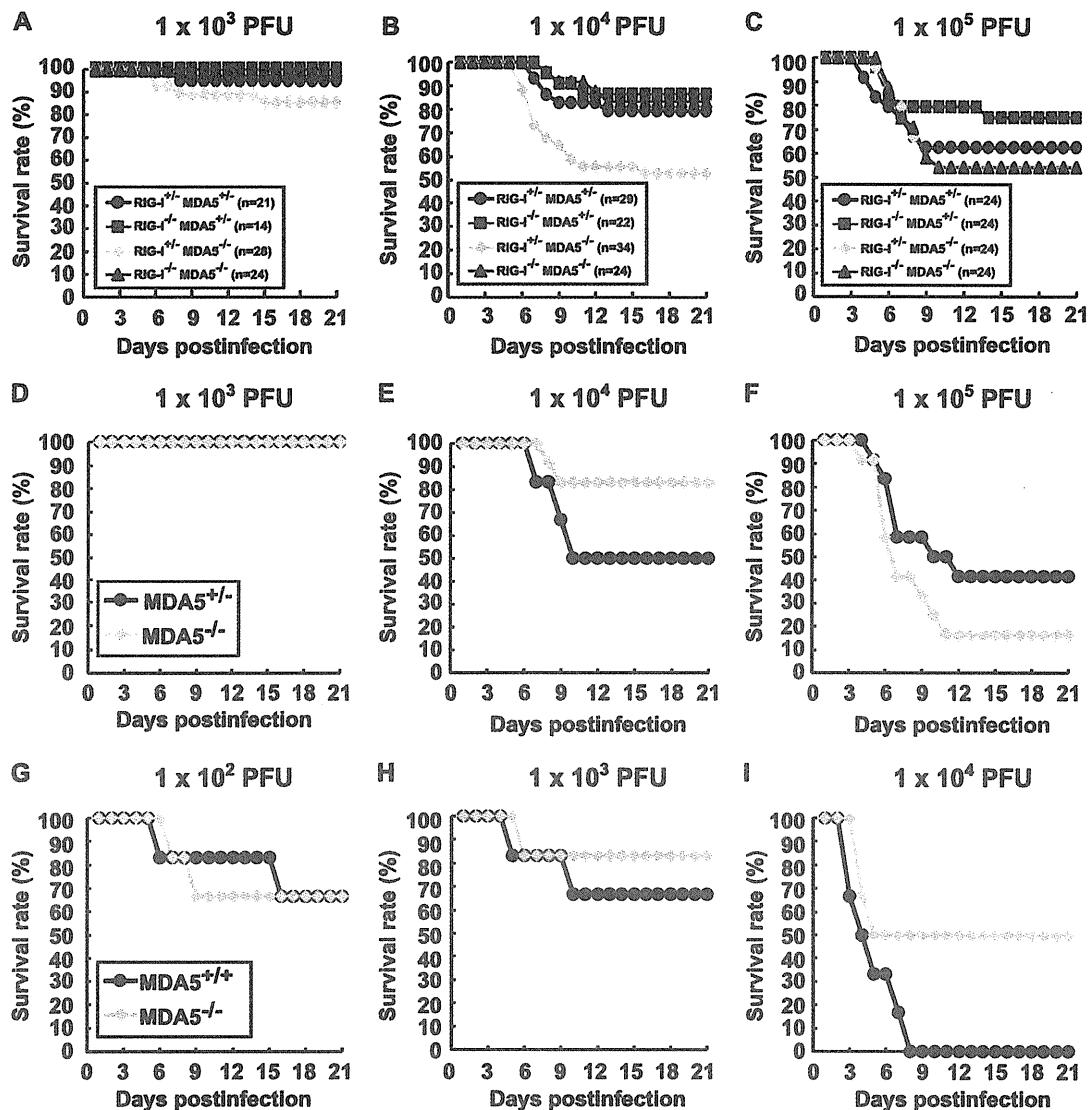 A 1 x 10³ PFU
Survival rate (%)
100
90
80
70
60
50
40
30
20
10
0
RIG-I+/- MDA5+/- (n=21)
RIG-I-/- MDA5+/- (n=14)
RIG-I+/- MDA5-/- (n=28)
RIG-I-/- MDA5-/- (n=24)
0 3 6 9 12 15 18 21
Days postinfection
B 1 x 10⁴ PFU
Survival rate (%)
100
90
80
70
60
50
40
30
20
10
0
RIG-I+/- MDA5+/- (n=29)
RIG-I-/- MDA5+/- (n=22)
RIG-I+/- MDA5-/- (n=34)
RIG-I-/- MDA5-/- (n=24)
0 3 6 9 12 15 18 21
Days postinfection
C 1 x 10⁵ PFU
Survival rate (%)
100
90
80
70
60
50
40
30
20
10
0
RIG-I+/- MDA5+/- (n=24)
RIG-I-/- MDA5+/- (n=24)
RIG-I+/- MDA5-/- (n=24)
RIG-I-/- MDA5-/- (n=24)
0 3 6 9 12 15 18 21
Days postinfection
D 1 x 10³ PFU
Survival rate (%)
100
90
80
70
60
50
40
30
20
10
0
MDA5+/-
MDA5-/-
0 3 6 9 12 15 18 21
Days postinfection
E 1 x 10⁴ PFU
Survival rate (%)
100
90
80
70
60
50
40
30
20
10
0
0 3 6 9 12 15 18 21
Days postinfection
F 1 x 10⁵ PFU
Survival rate (%)
100
90
80
70
60
50
40
30
20
10
0
0 3 6 9 12 15 18 21
Days postinfection
G 1 x 10² PFU
Survival rate (%)
100
90
80
70
60
50
40
30
20
10
0
MDA5+/+
MDA5-/-
0 3 6 9 12 15 18 21
Days postinfection
H 1 x 10³ PFU
Survival rate (%)
100
90
80
70
60
50
40
30
20
10
0
0 3 6 9 12 15 18 21
Days postinfection
I 1 x 10⁴ PFU
Survival rate (%)
100
90
80
70
60
50
40
30
20
10
0
0 3 6 9 12 15 18 21
Days postinfection